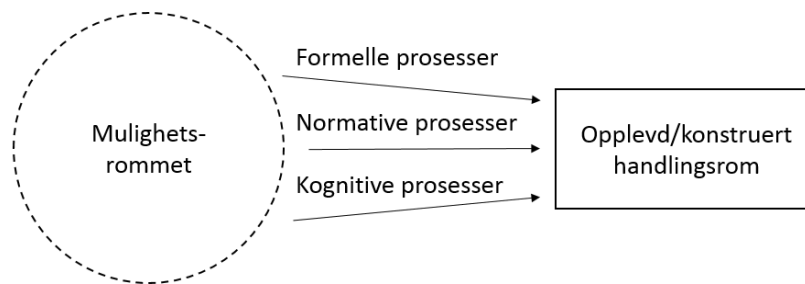 Formelle prosesser
Mulighets-
rommet
Normative prosesser
Kognitive prosesser
Opplevd/konstruert
handlingsrom